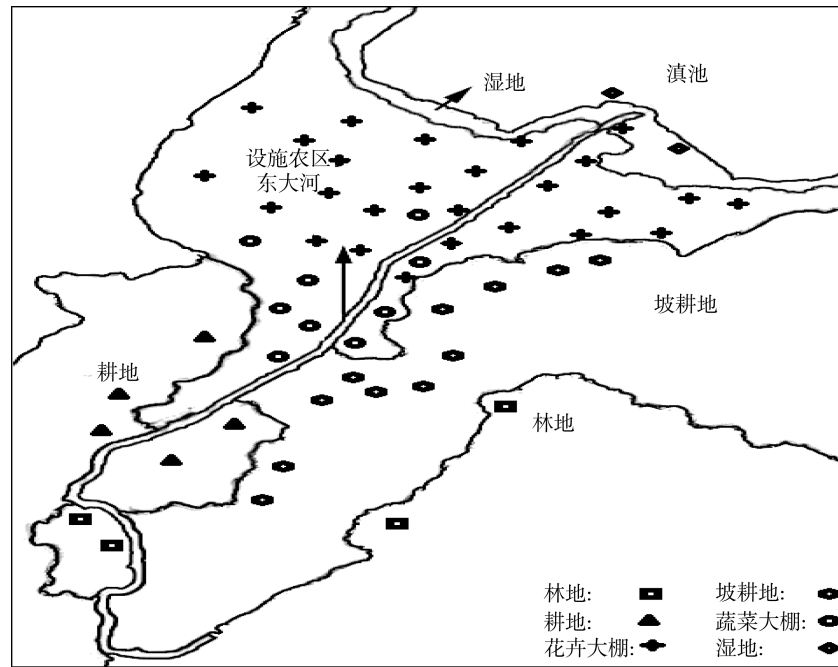 湿地
滇池
设施农区
东大河
坡耕地
耕地
林地
林地:
坡耕地:
耕地:
蔬菜大棚:
花卉大棚:
湿地: